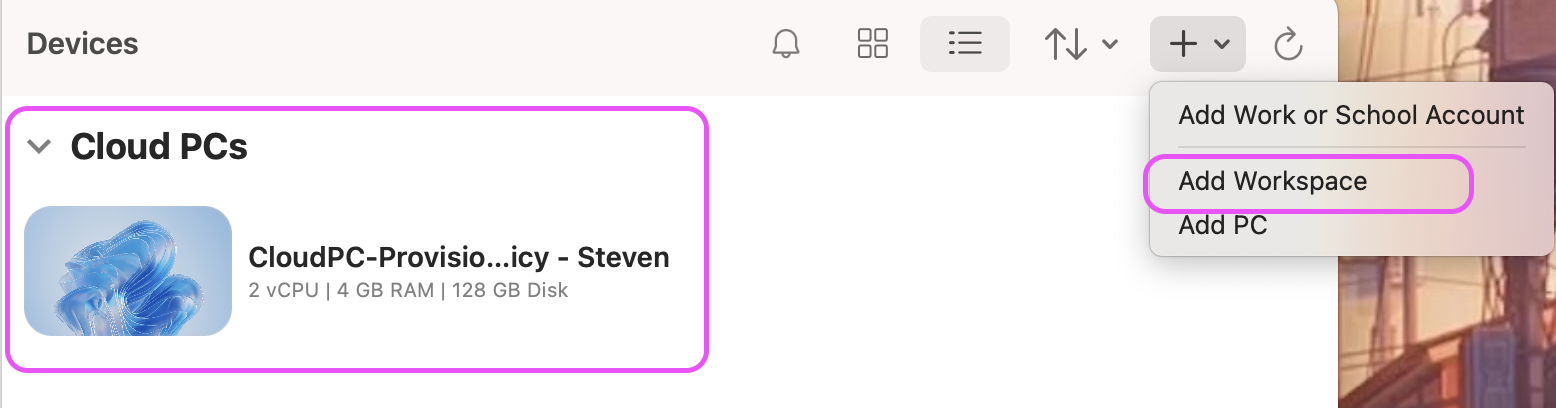 Devices
Add Work or School Account
Cloud PCs
Add Workspace
Add PC
CloudPC-Provisio...icy - Steven
2 vCPU | 4 GB RAM | 128 GB Disk